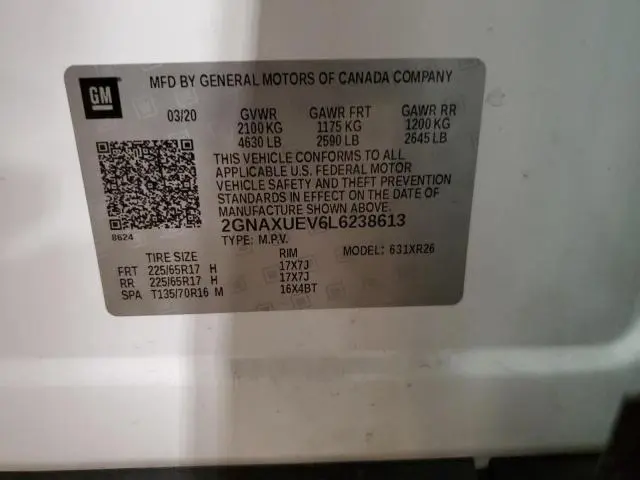 GM
MFD BY GENERAL MOTORS OF CANADA COMPANY
03/20 GVWR GAWR FRT GAWR RR
2100 KG 1175 KG 1200 KG
4630 LB 2590 LB 2645 LB
THIS VEHICLE CONFORMS TO ALL
APPLICABLE U.S. FEDERAL MOTOR
VEHICLE SAFETY AND THEFT PREVENTION
STANDARDS IN EFFECT ON THE DATE OF
MANUFACTURE SHOWN ABOVE.
2GNAXUEV6L6238613
8624
TYPE: M.P.V.
TIRE SIZE RIM MODEL: 631XR26
FRT 225/65R17 H 17X7J
RR 225/65R17 H 17X7J
SPA T135/70R16 M 16X4BT